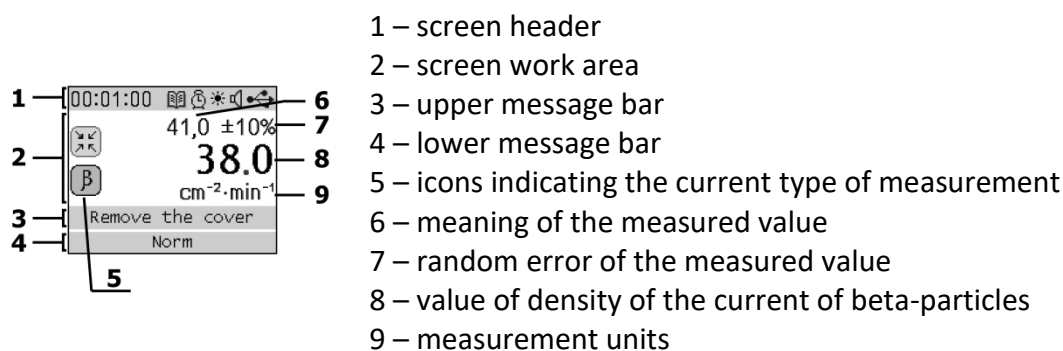 1 – screen header
2 – screen work area
3 – upper message bar
4 – lower message bar
5 – icons indicating the current type of measurement
6 – meaning of the measured value
7 – random error of the measured value
8 – value of density of the current of beta-particles
9 – measurement units
1
00:01:00
6
41,0 ±10%
7
2
38.0
8
β
cm⁻²·min⁻¹
9
3
Remove the cover
4
Norm
5